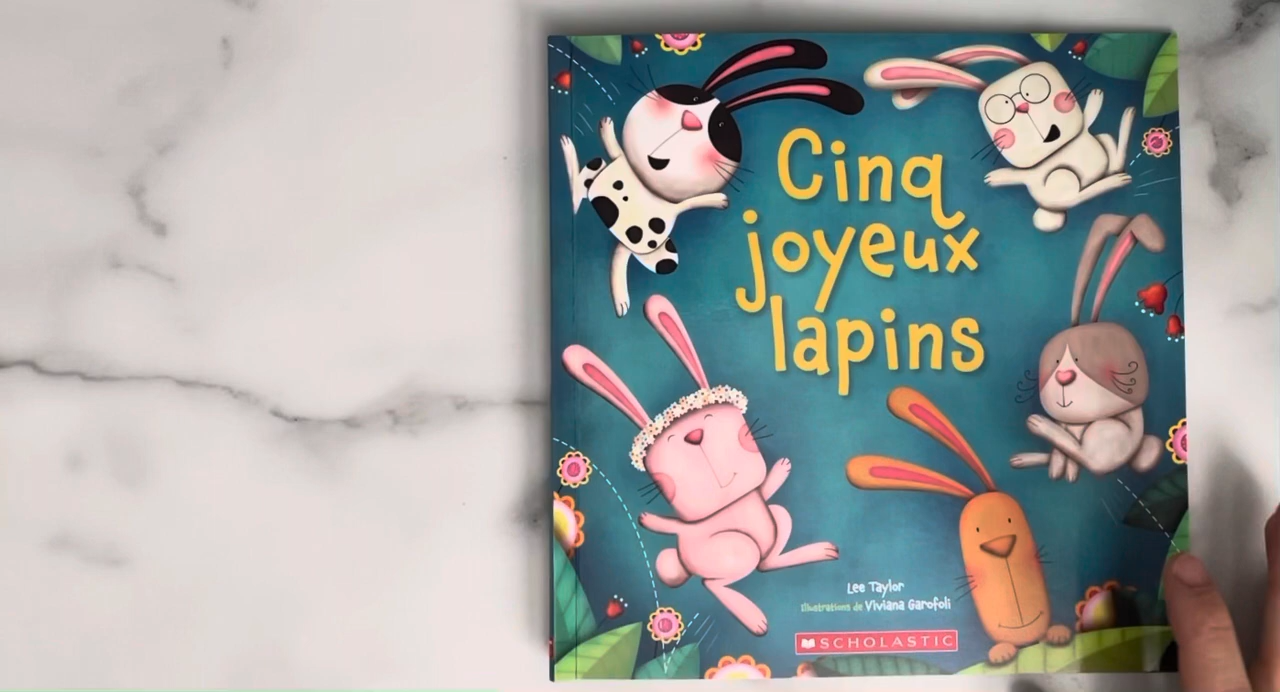 Cinq
joyeux
lapins
Lee Taylor
Illustrations de Viviana Garofoli
SCHOLASTIC